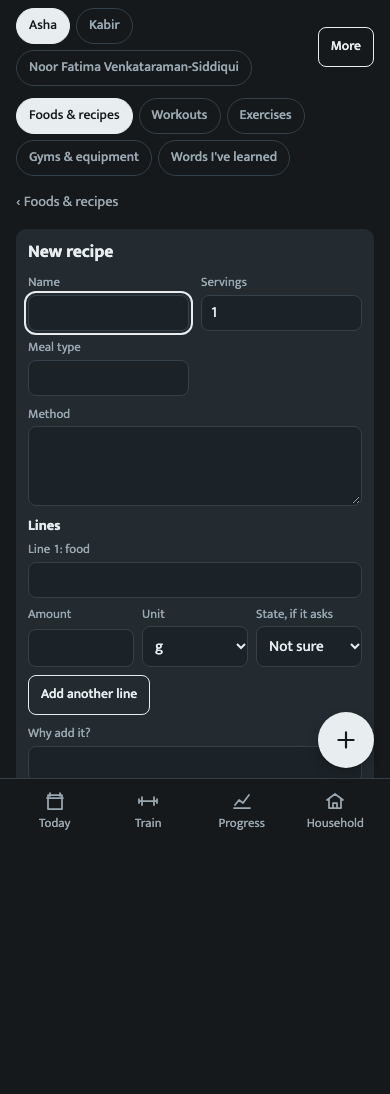 Asha
Kabir
More
Noor Fatima Venkataraman-Siddiqui
Foods & recipes
Workouts
Exercises
Gyms & equipment
Words I've learned
‹ Foods & recipes
New recipe
Name
Servings
1
Meal type
Method
Lines
Line 1: food
Amount
Unit
State, if it asks
g
Not sure
Add another line
Why add it?
Today
Train
Progress
Household